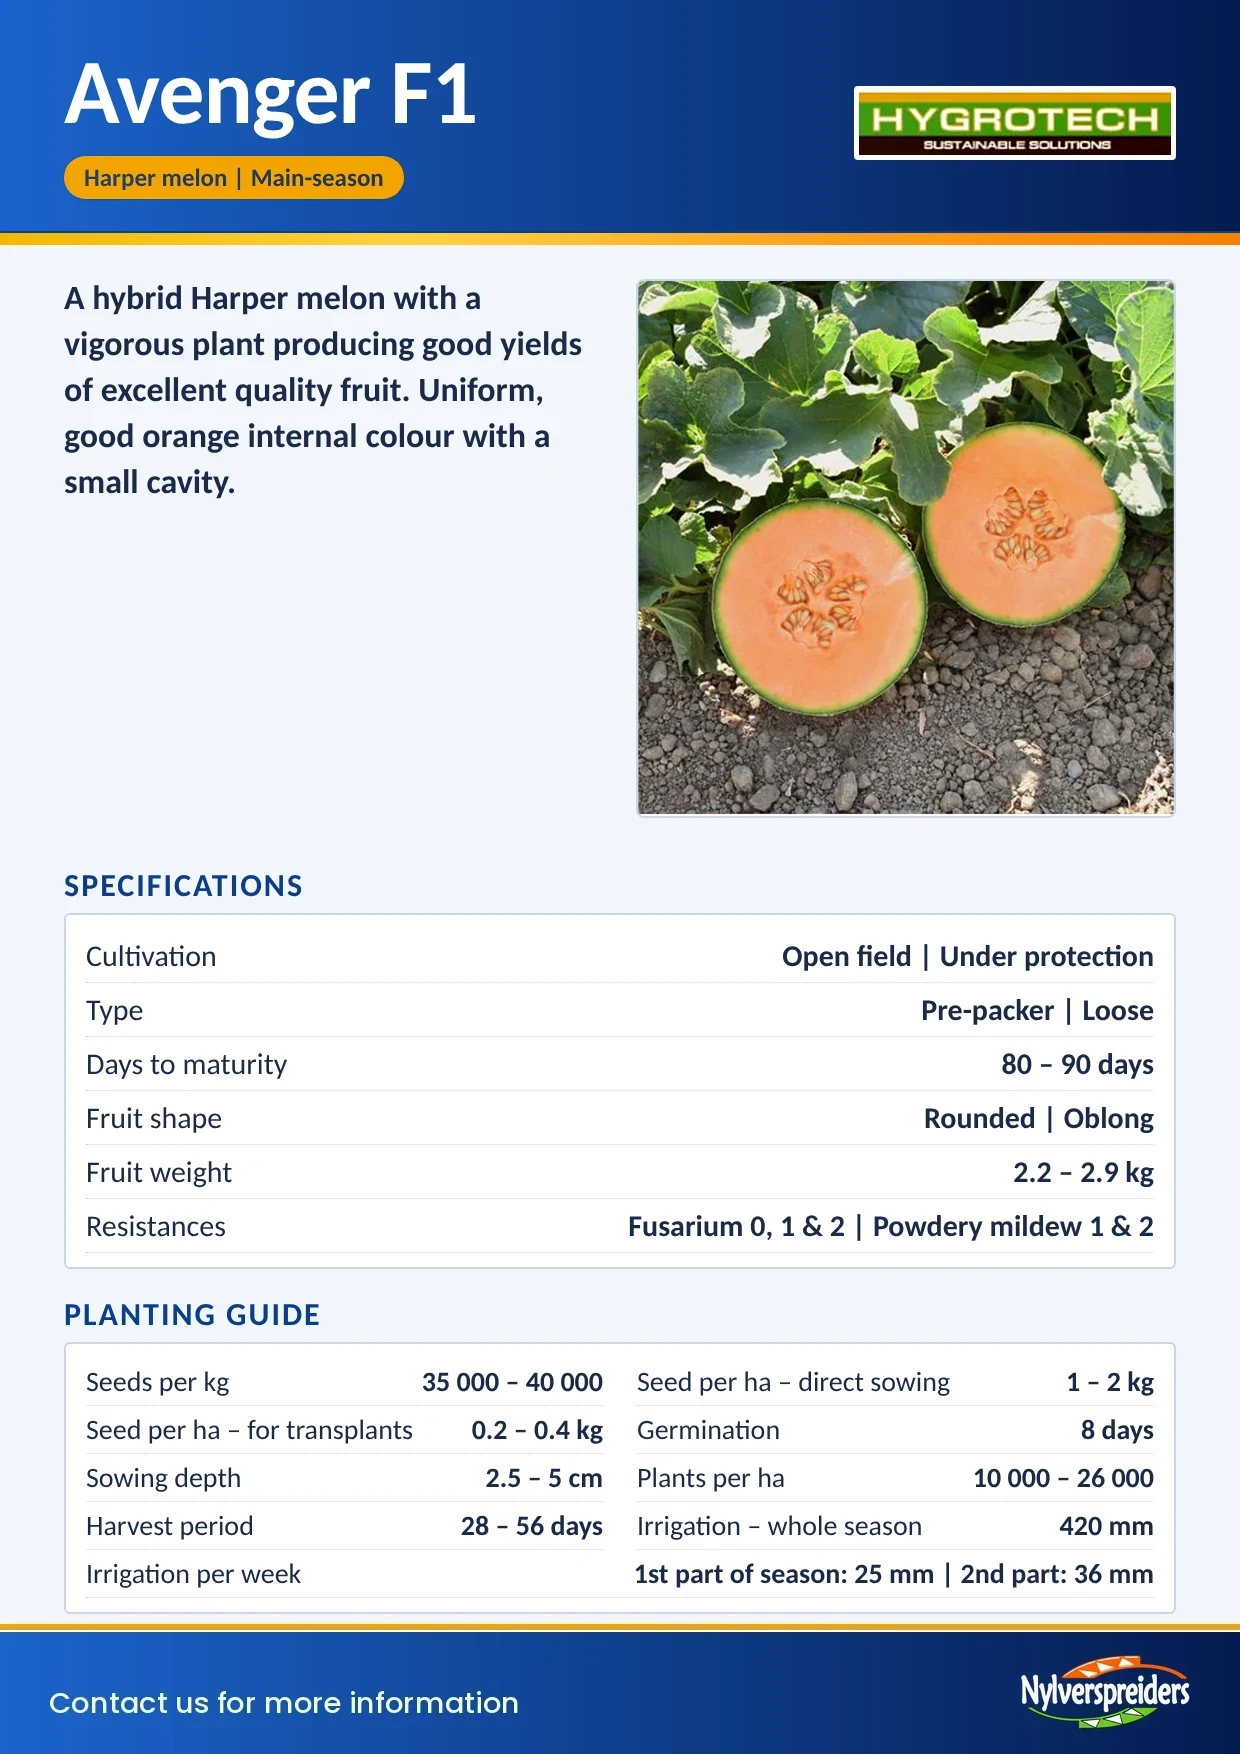 Avenger F1
Harper melon | Main-season
HYGROTECH
SUSTAINABLE SOLUTIONS
A hybrid Harper melon with a
vigorous plant producing good yields
of excellent quality fruit. Uniform,
good orange internal colour with a
small cavity.
SPECIFICATIONS
Cultivation Open field | Under protection
Type Pre-packer | Loose
Days to maturity 80 – 90 days
Fruit shape Rounded | Oblong
Fruit weight 2.2 – 2.9 kg
Resistances Fusarium 0, 1 & 2 | Powdery mildew 1 & 2
PLANTING GUIDE
Seeds per kg 35 000 – 40 000 Seed per ha – direct sowing 1 – 2 kg
Seed per ha – for transplants 0.2 – 0.4 kg Germination 8 days
Sowing depth 2.5 – 5 cm Plants per ha 10 000 – 26 000
Harvest period 28 – 56 days Irrigation – whole season 420 mm
Irrigation per week 1st part of season: 25 mm | 2nd part: 36 mm
Contact us for more information
Nylverspreiders